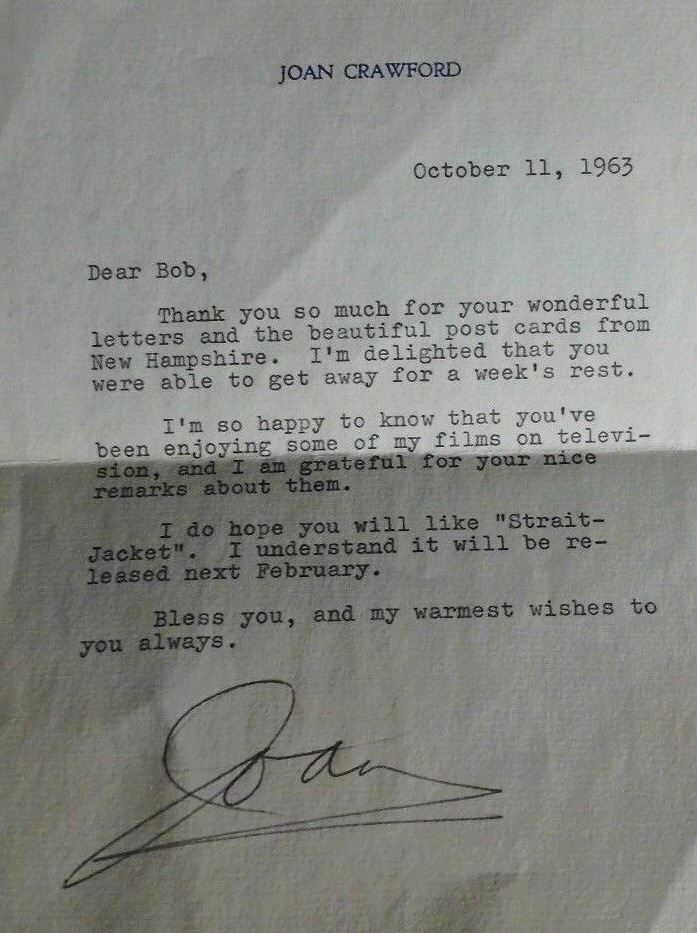 JOAN CRAWFORD
October 11, 1963
Dear Bob,
Thank you so much for your wonderful
letters and the beautiful post cards from
New Hampshire. I'm delighted that you
were able to get away for a week's rest.
I'm so happy to know that you've
been enjoying some of my films on televi-
sion, and I am grateful for your nice
remarks about them.
I do hope you will like "Strait-
Jacket". I understand it will be re-
leased next February.
Bless you, and my warmest wishes to
you always.
Joan